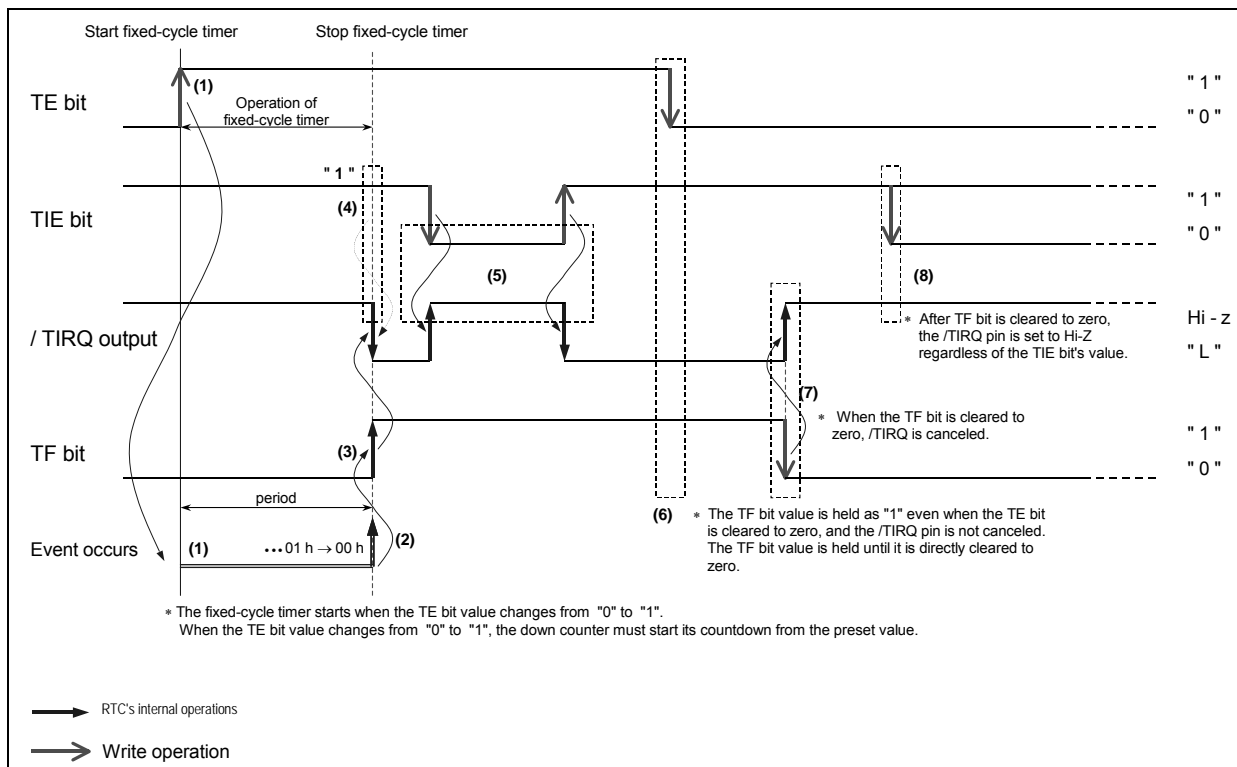 Start fixed-cycle timer
Stop fixed-cycle timer
TE bit
(1)
Operation of
fixed-cycle timer
" 1 "
" 0 "
TIE bit
" 1 "
(4)
(5)
(8)
" 1 "
" 0 "
/ TIRQ output
Hi - z
" L "
* After TF bit is cleared to zero,
the /TIRQ pin is set to Hi-Z
regardless of the TIE bit's value.
(7)
* When the TF bit is cleared to
zero, /TIRQ is canceled.
TF bit
(3)
" 1 "
" 0 "
period
(6)
* The TF bit value is held as "1" even when the TE bit
is cleared to zero, and the /TIRQ pin is not canceled.
The TF bit value is held until it is directly cleared to
zero.
Event occurs
(1)
•••01 h → 00 h
(2)
* The fixed-cycle timer starts when the TE bit value changes from "0" to "1".
When the TE bit value changes from "0" to "1", the down counter must start its countdown from the preset value.
RTC's internal operations
Write operation